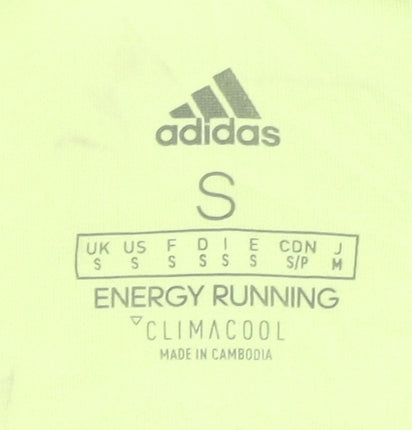 adidas
S
UK US F D I E CDN J
S S S S S S S/P M
ENERGY RUNNING
CLIMACOOL
MADE IN CAMBODIA